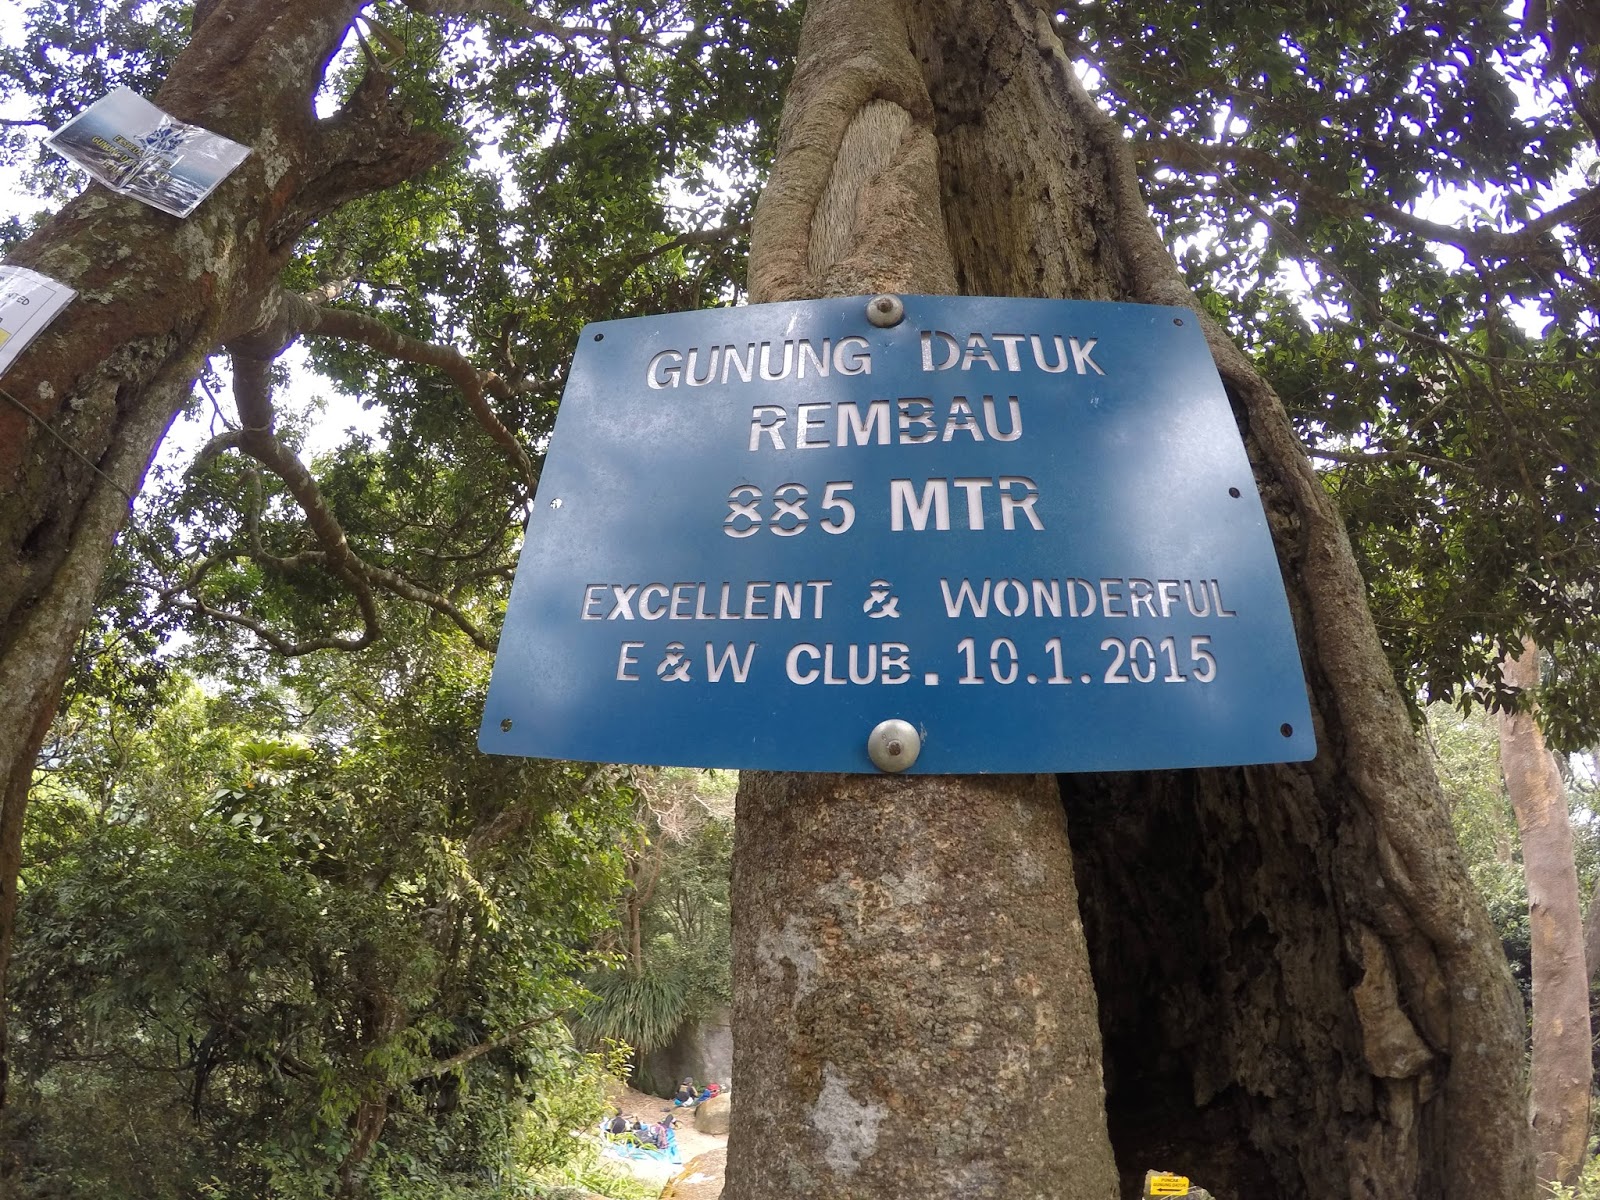 GUNUNG DATUK
REMBAU
885 MTR
EXCELLENT & WONDERFUL
E & W CLUB. 10.1.2015